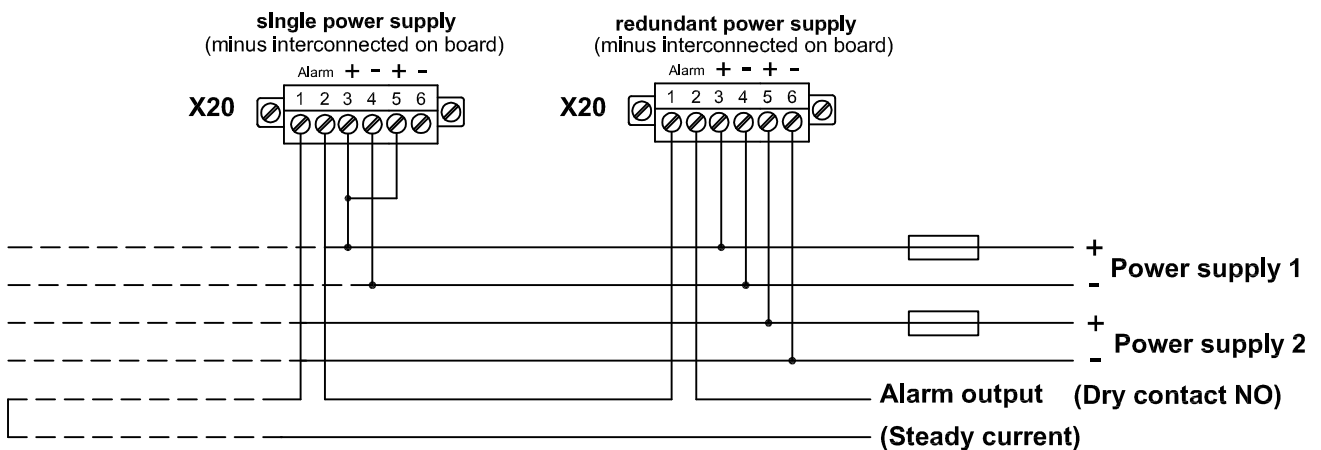 single power supply
(minus interconnected on board)
Alarm + - + -
X20
1 2 3 4 5 6
redundant power supply
(minus interconnected on board)
Alarm + - + -
X20
1 2 3 4 5 6
+
Power supply 1
-
+
Power supply 2
-
Alarm output (Dry contact NO)
(Steady current)